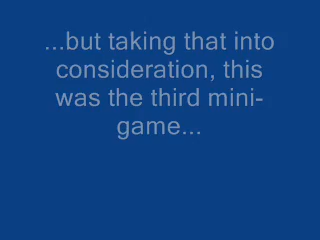 ...but taking that into
consideration, this
was the third mini-
game...